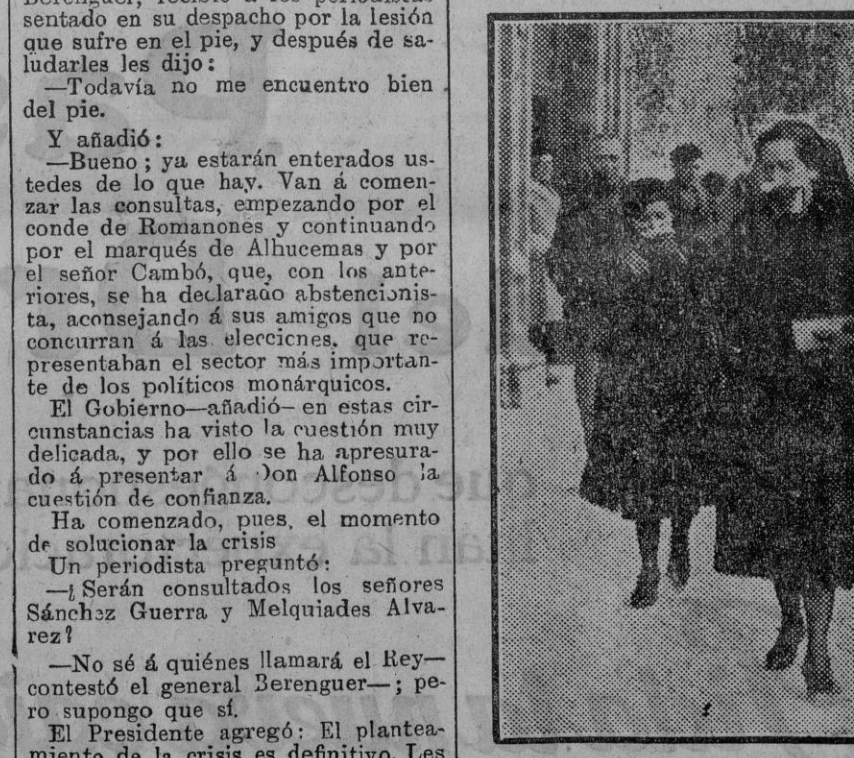 Berenguer, recibió a los periodistas
sentado en su despacho por la lesión
que sufre en el pie, y después de sa-
ludarles les dijo:
—Todavía no me encuentro bien
del pie.
Y añadió:
—Bueno; ya estarán enterados us-
tedes de lo que hay. Van á comen-
zar las consultas, empezando por el
conde de Romanones y continuando
por el marqués de Alhucemas y por
el señor Cambó, que, con los ante-
riores, se ha declarado abstencionis-
ta, aconsejando á sus amigos que no
concurran á las elecciones, que re-
presentaban el sector más importan-
te de los políticos monárquicos.
El Gobierno—añadió—en estas cir-
cunstancias ha visto la cuestión muy
delicada, y por ello se ha apresura-
do á presentar á Don Alfonso la
cuestión de confianza.
Ha comenzado, pues, el momento
de solucionar la crisis
Un periodista preguntó:
—¿Serán consultados los señores
Sánchez Guerra y Melquiades Alva-
rez?
—No sé á quiénes llamará el Rey—
contestó el general Berenguer—; pe-
ro supongo que sí.
El Presidente agregó: El plantea-
miento de la crisis es definitivo. Les